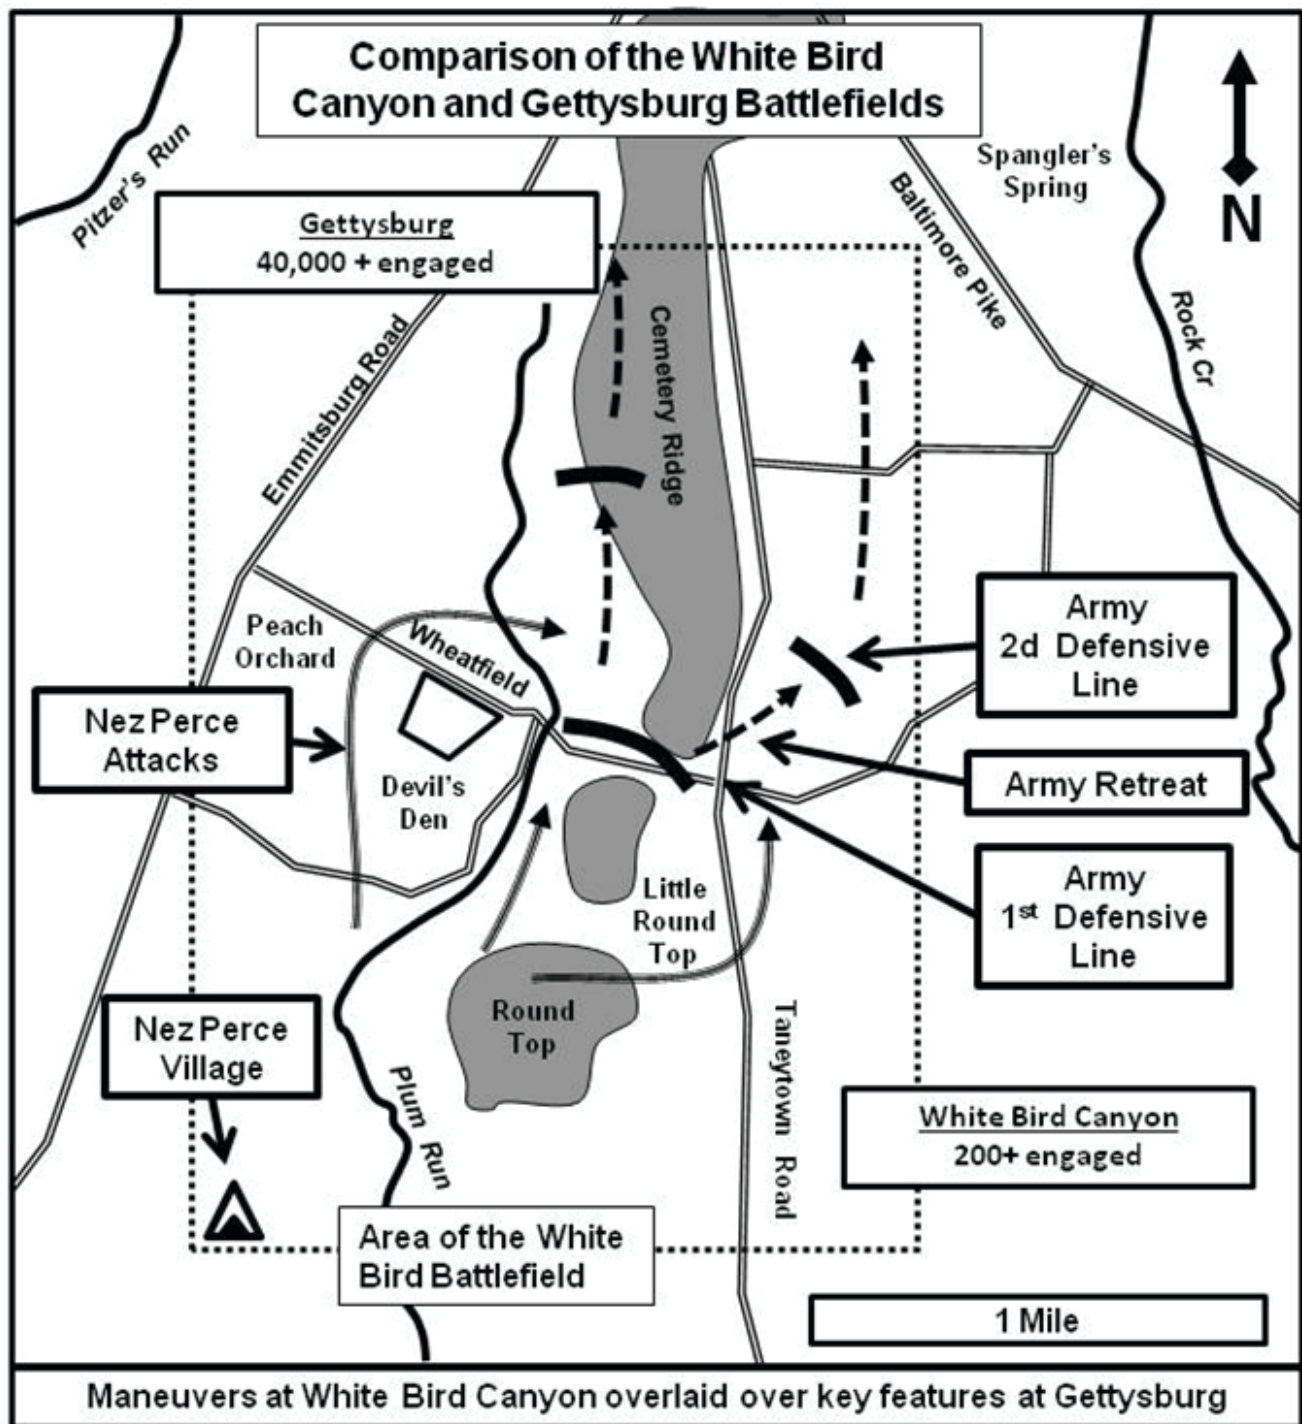 Comparison of the White Bird
Canyon and Gettysburg Battlefields
Pitzer's Run
Spangler's
Spring
N
Gettysburg
40,000 + engaged
Baltimore Pike
Rock Cr
Emmitsburg Road
Cemetery Ridge
Peach
Orchard
Wheatfield
Army
2d Defensive
Line
Nez Perce
Attacks
Devil's
Den
Army Retreat
Little
Round
Top
Army
1st Defensive
Line
Round
Top
Nez Perce
Village
Plum Run
Taneytown Road
White Bird Canyon
200+ engaged
Area of the White
Bird Battlefield
1 Mile
Maneuvers at White Bird Canyon overlaid over key features at Gettysburg